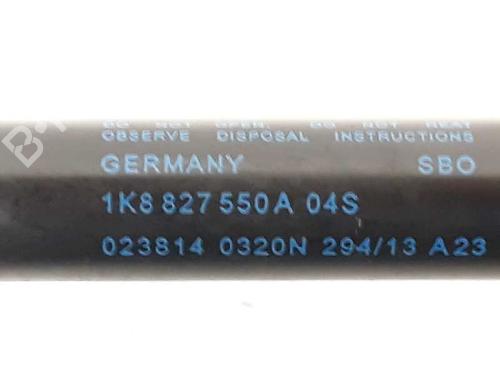 DO NOT OPEN, DO NOT HEAT
OBSERVE DISPOSAL INSTRUCTIONS
GERMANY SBO
1K8 827 550A 04S
023814 0320N 294/13 A23